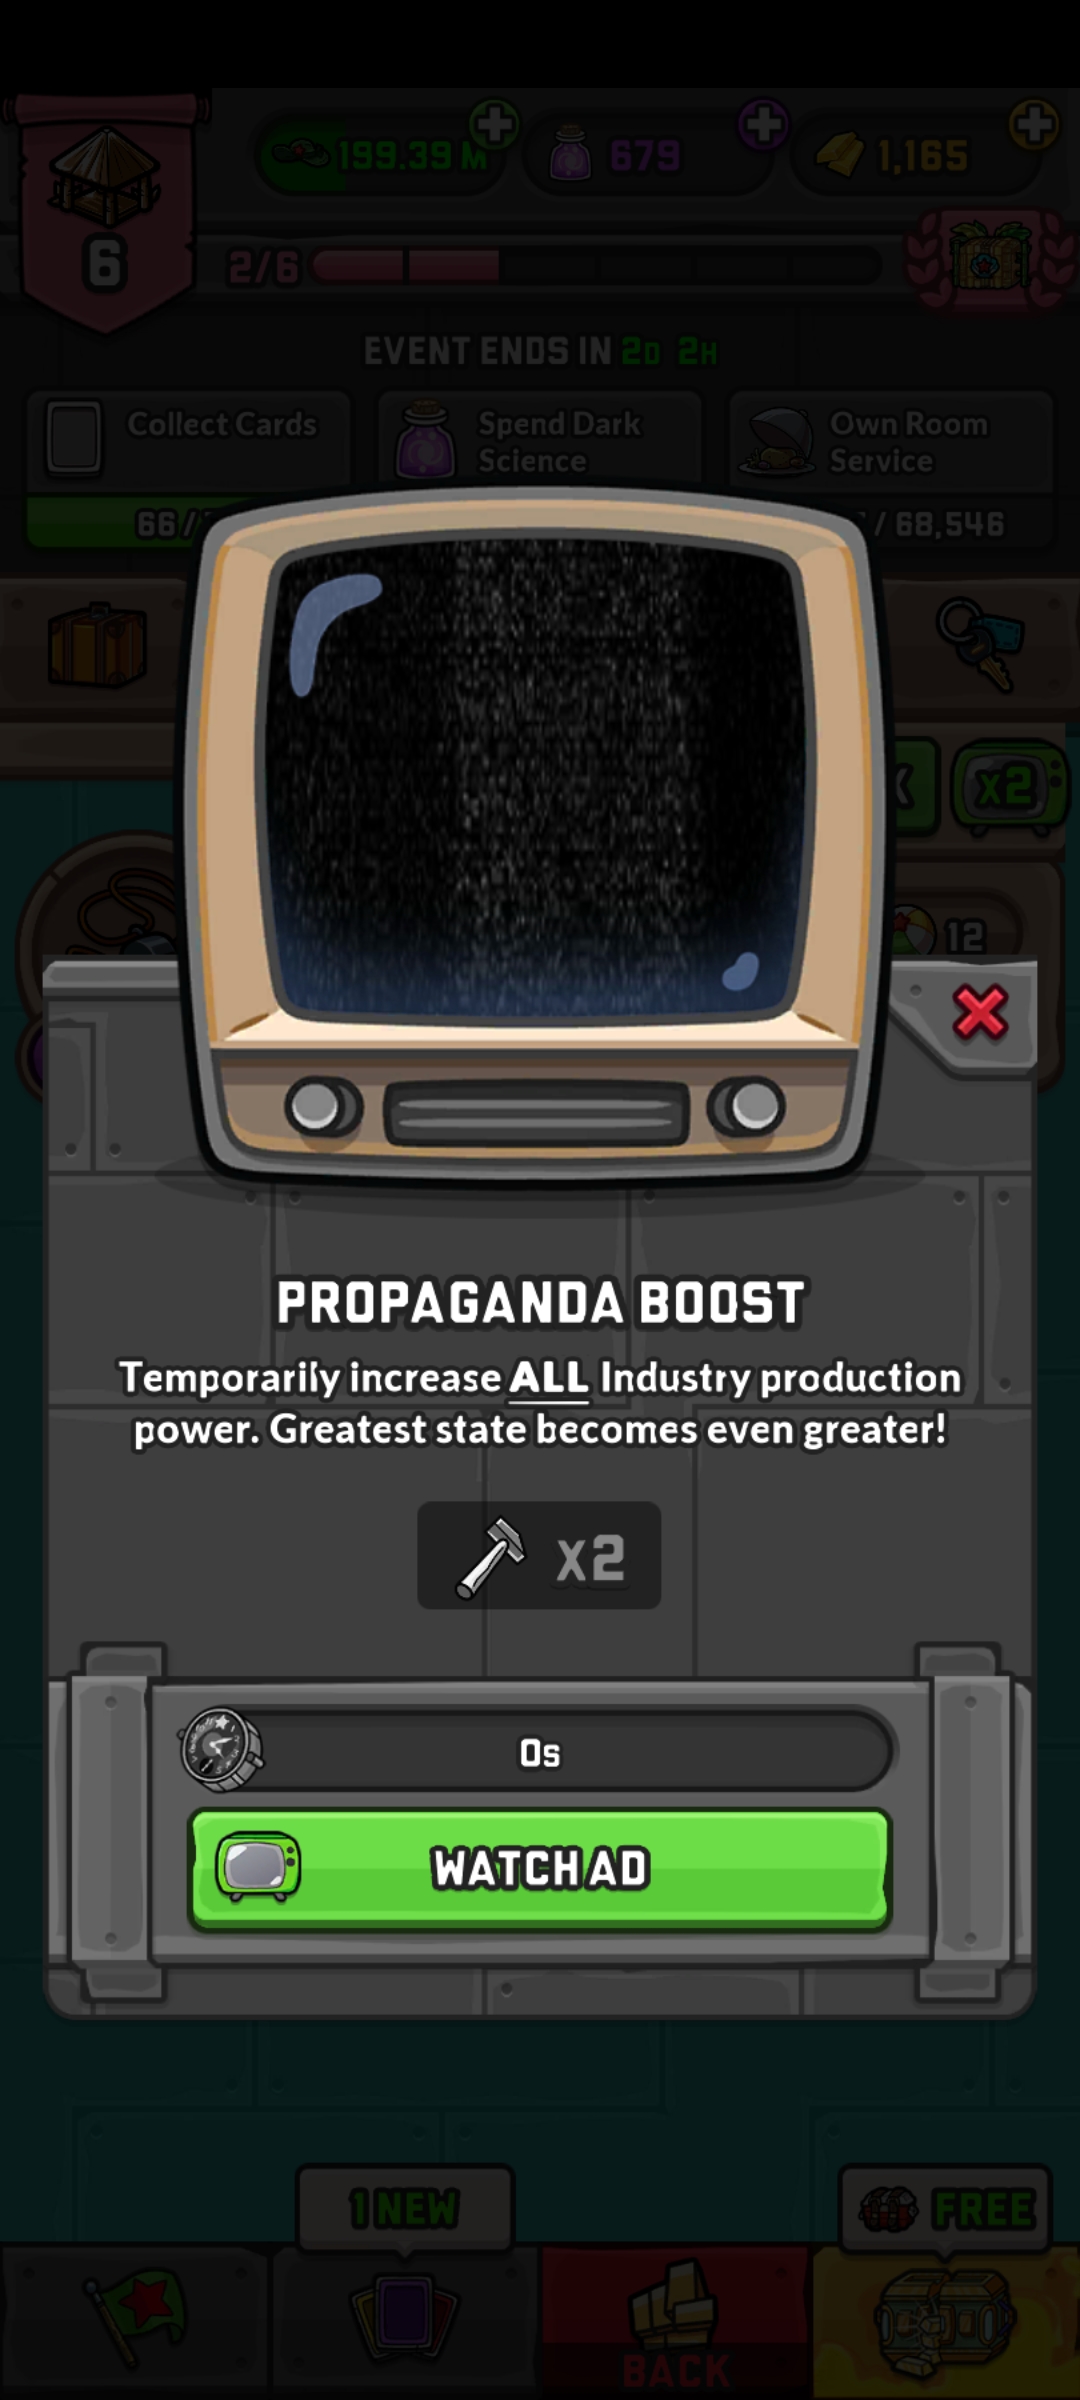 199.39 M
679
1,165
6
2/6
EVENT ENDS IN 2D 2H
Collect Cards
Spend Dark
Science
Own Room
Service
66/
/ 68,546
x2
12
PROPAGANDA BOOST
Temporarily increase ALL Industry production
power. Greatest state becomes even greater!
x2
0s
WATCH AD
1 NEW
FREE
BACK